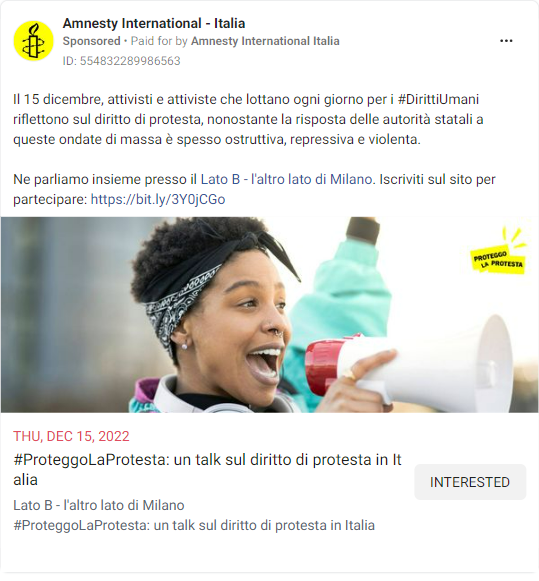 Amnesty International - Italia
Sponsored • Paid for by Amnesty International Italia
ID: 554832289986563
Il 15 dicembre, attivisti e attiviste che lottano ogni giorno per i #DirittiUmani
riflettono sul diritto di protesta, nonostante la risposta delle autorità statali a
queste ondate di massa è spesso ostruttiva, repressiva e violenta.
Ne parliamo insieme presso il Lato B - l'altro lato di Milano. Iscriviti sul sito per
partecipare: https://bit.ly/3Y0jCGo
PROTEGGO
LA PROTESTA
THU, DEC 15, 2022
#ProteggoLaProtesta: un talk sul diritto di protesta in It
alia
INTERESTED
Lato B - l'altro lato di Milano
#ProteggoLaProtesta: un talk sul diritto di protesta in Italia